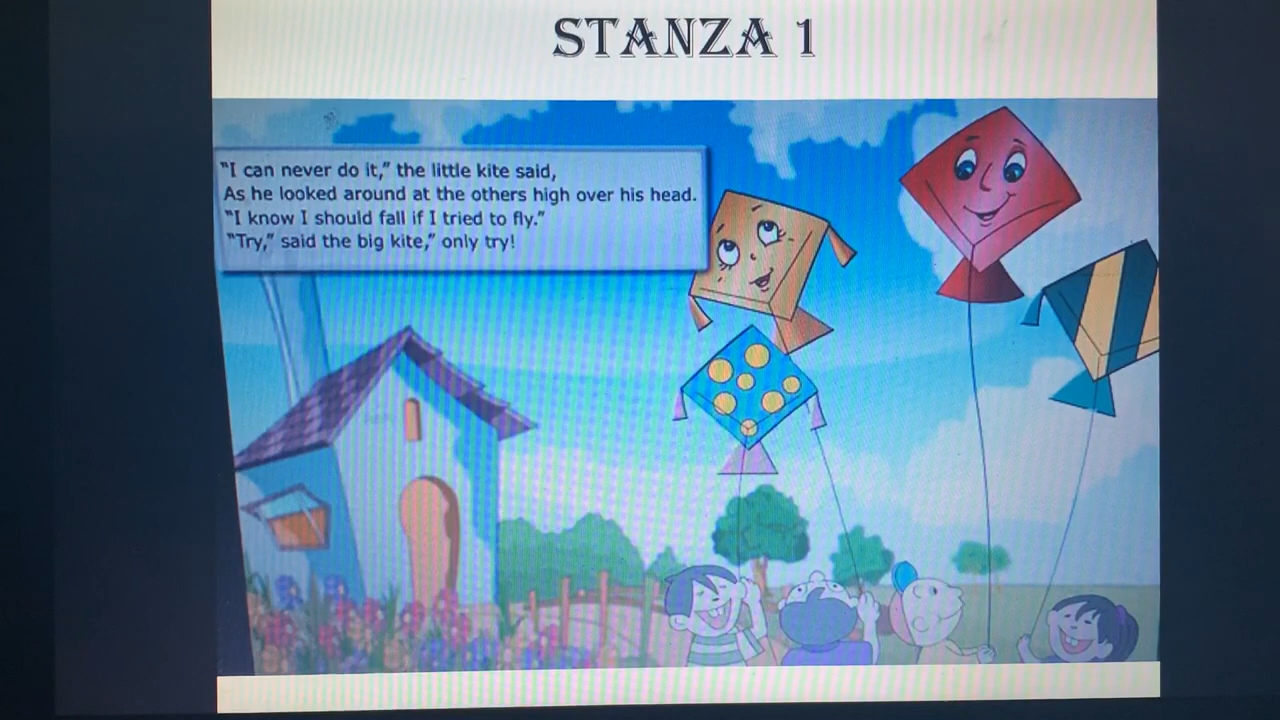 STANZA 1
"I can never do it," the little kite said,
As he looked around at the others high over his head.
"I know I should fall if I tried to fly."
"Try," said the big kite," only try!